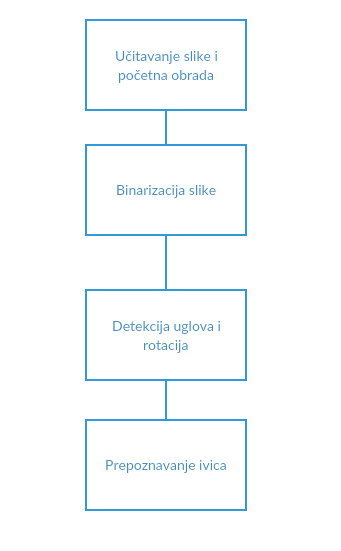 Učitavanje slike i
početna obrada
Binarizacija slike
Detekcija uglova i
rotacija
Prepoznavanje ivica